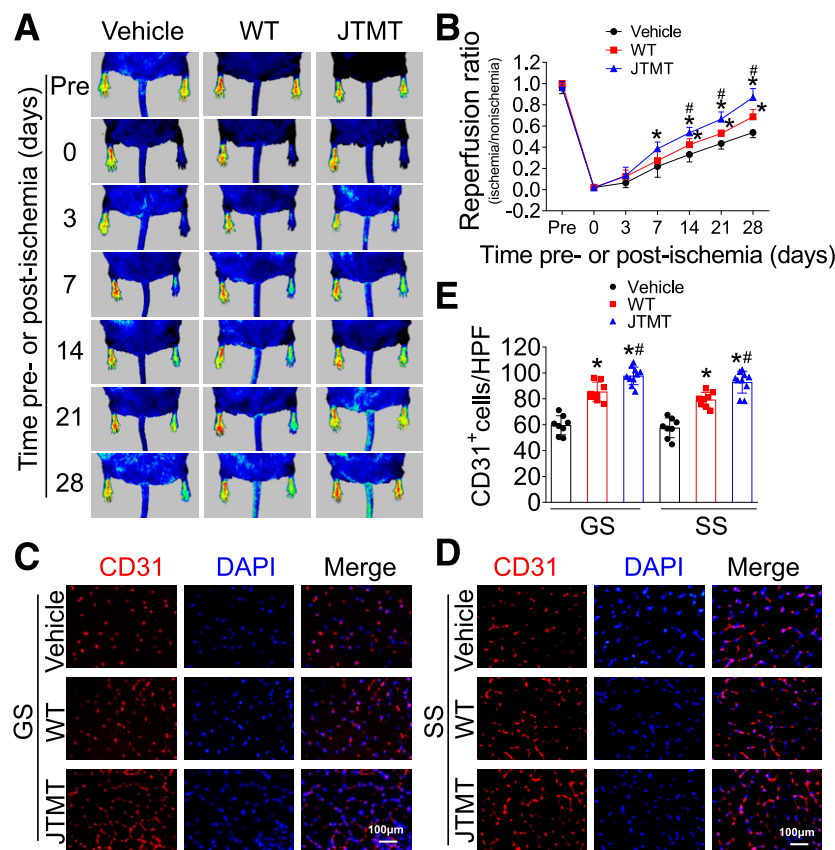 A
Vehicle WT JTMT
Time pre- or post-ischemia (days)
Pre
0
3
7
14
21
28
B
Vehicle
WT
JTMT
Reperfusion ratio
(ischemia/nonischemia)
1.2
1.0
0.8
0.6
0.4
0.2
0.0
-0.2
* # * * # * * # * *
Pre 0 3 7 14 21 28
Time pre- or post-ischemia (days)
E
Vehicle
WT
JTMT
CD31+ cells/HPF
120
100
80
60
40
20
0
* *# * *#
GS SS
C
CD31 DAPI Merge
GS
Vehicle
WT
JTMT
100μm
D
CD31 DAPI Merge
SS
Vehicle
WT
JTMT
100μm